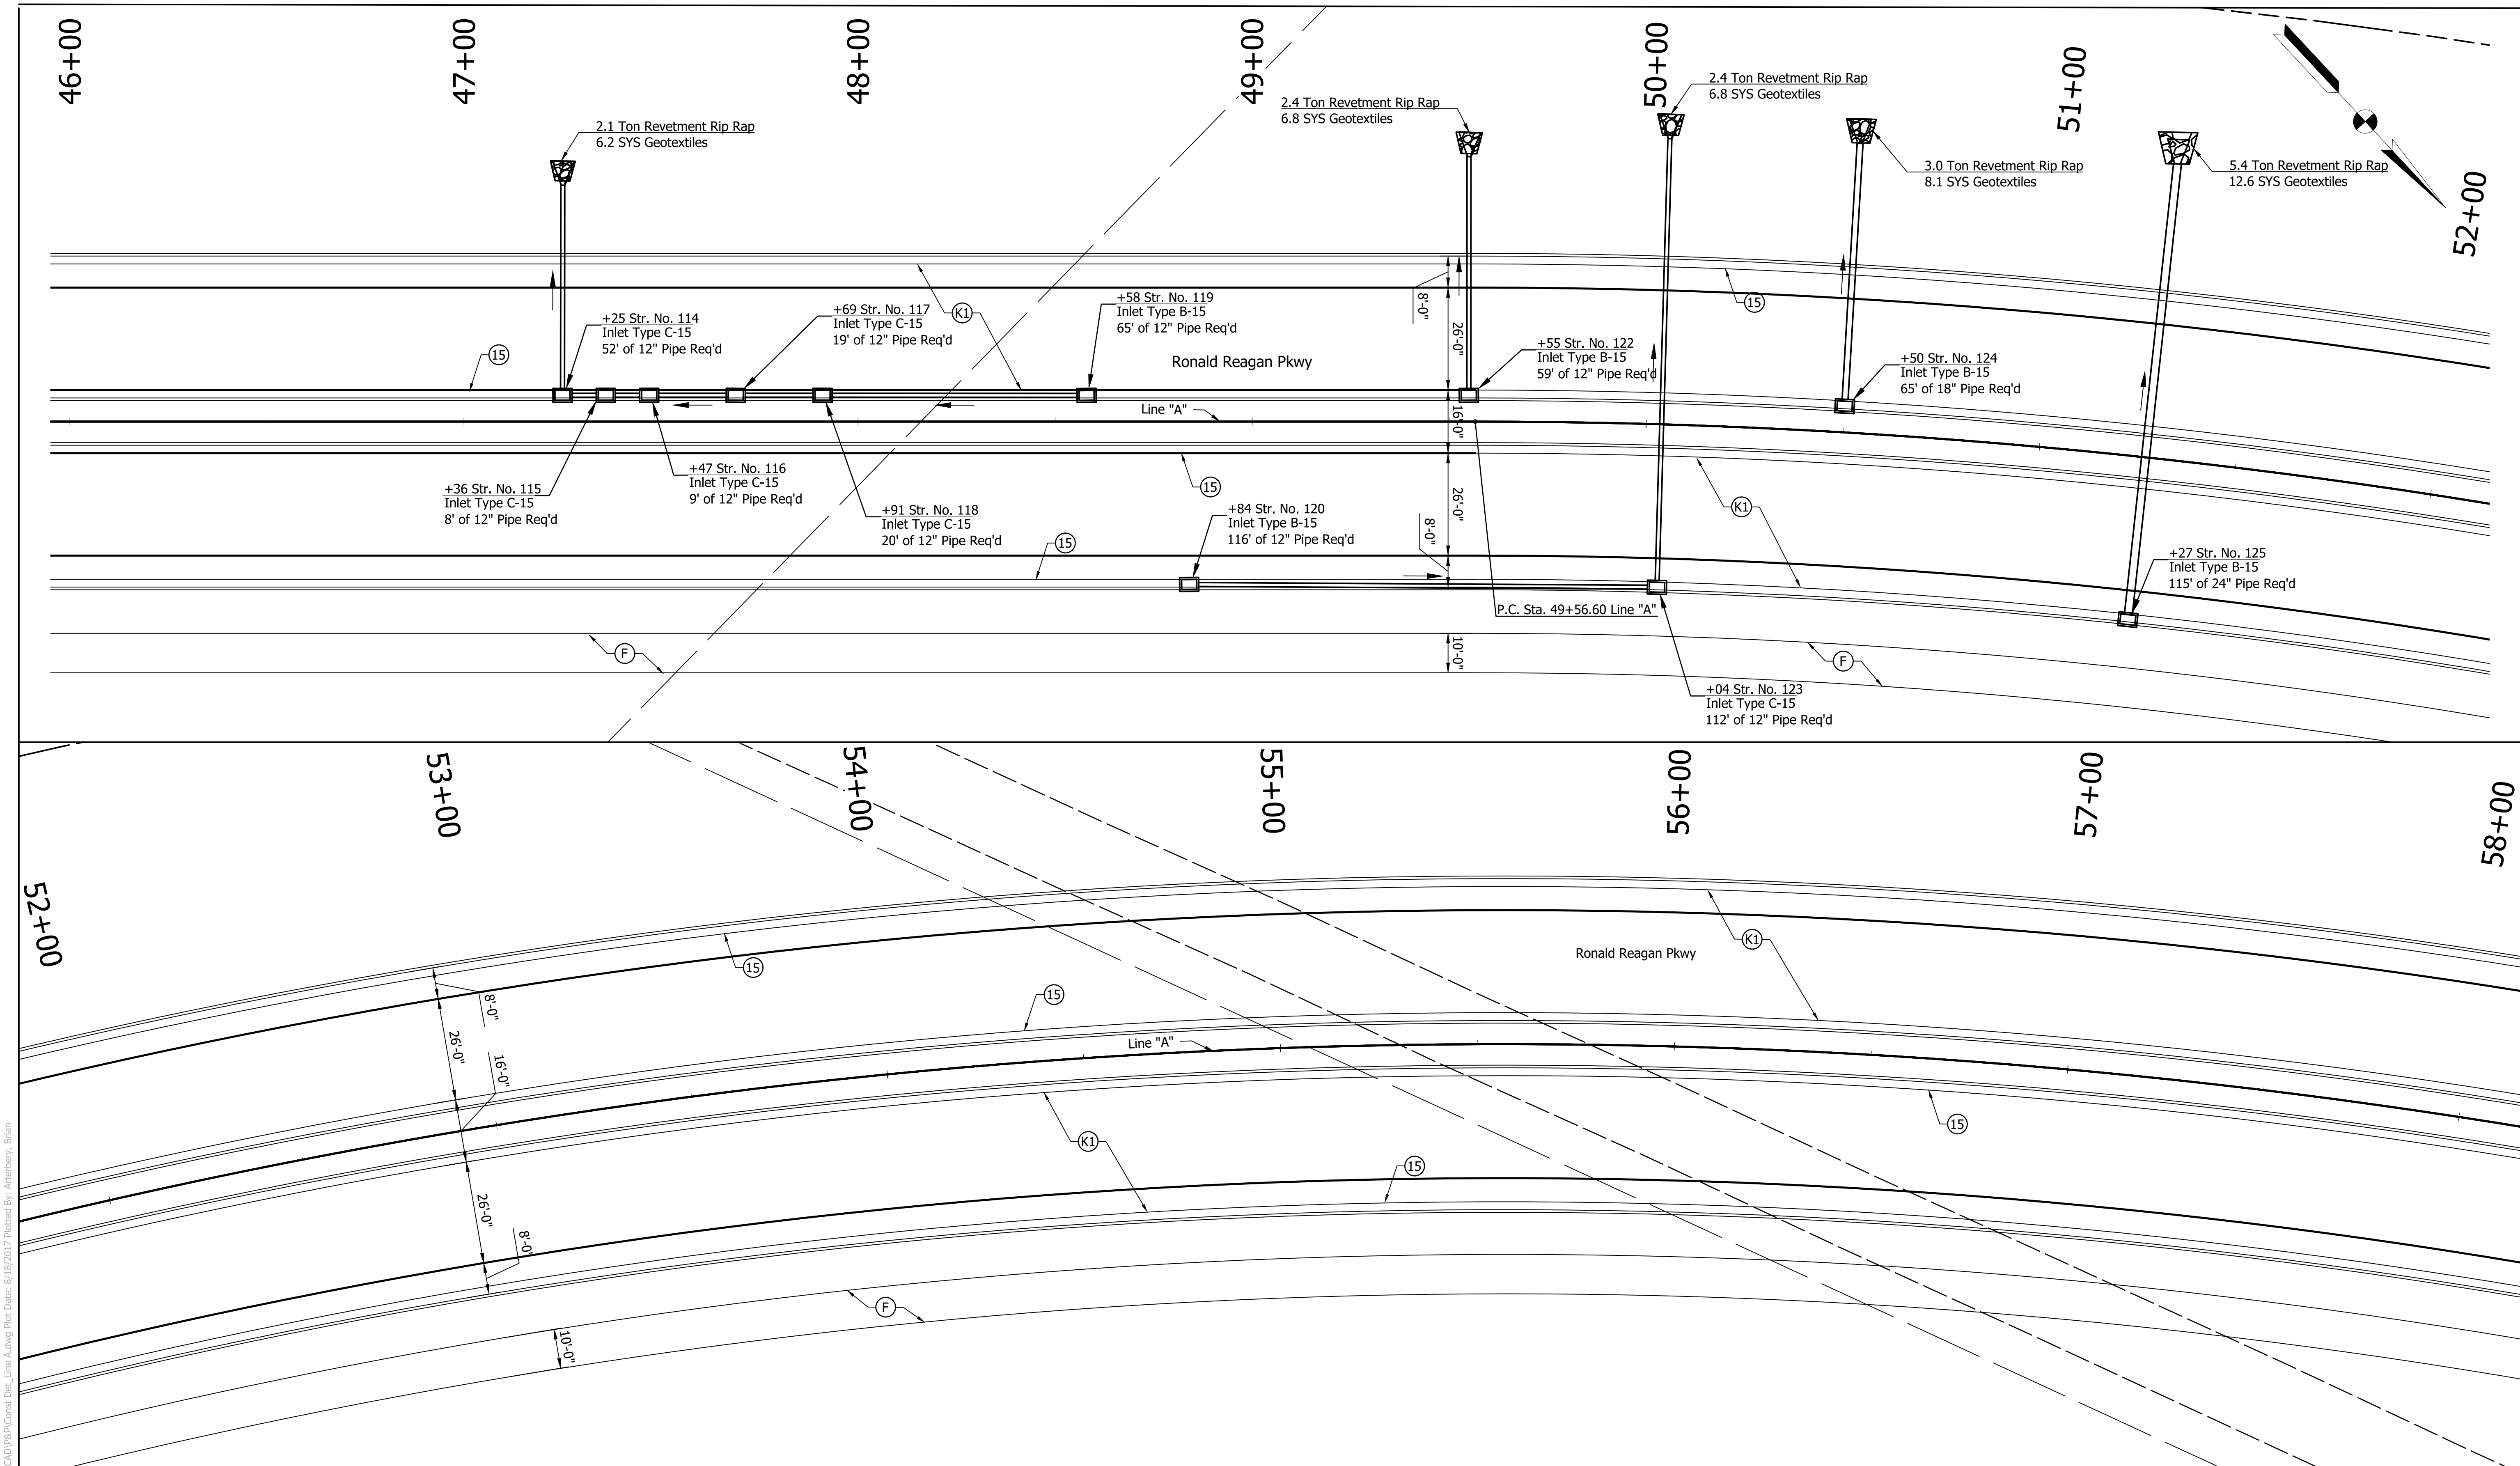 46+00
47+00
48+00
49+00
50+00
51+00
52+00
2.1 Ton Revetment Rip Rap
6.2 SYS Geotextiles
2.4 Ton Revetment Rip Rap
6.8 SYS Geotextiles
2.4 Ton Revetment Rip Rap
6.8 SYS Geotextiles
3.0 Ton Revetment Rip Rap
8.1 SYS Geotextiles
5.4 Ton Revetment Rip Rap
12.6 SYS Geotextiles
15
+25 Str. No. 114
Inlet Type C-15
52' of 12" Pipe Req'd
+69 Str. No. 117
Inlet Type C-15
19' of 12" Pipe Req'd
K1
+58 Str. No. 119
Inlet Type B-15
65' of 12" Pipe Req'd
Ronald Reagan Pkwy
8'-0"
26'-0"
15
+55 Str. No. 122
Inlet Type B-15
59' of 12" Pipe Req'd
+50 Str. No. 124
Inlet Type B-15
65' of 18" Pipe Req'd
Line "A"
16'-0"
+36 Str. No. 115
Inlet Type C-15
8' of 12" Pipe Req'd
+47 Str. No. 116
Inlet Type C-15
9' of 12" Pipe Req'd
+91 Str. No. 118
Inlet Type C-15
20' of 12" Pipe Req'd
15
15
+84 Str. No. 120
Inlet Type B-15
116' of 12" Pipe Req'd
26'-0"
8'-0"
K1
+27 Str. No. 125
Inlet Type B-15
115' of 24" Pipe Req'd
P.C. Sta. 49+56.60 Line "A"
F
10'-0"
F
+04 Str. No. 123
Inlet Type C-15
112' of 12" Pipe Req'd
52+00
53+00
54+00
55+00
56+00
57+00
58+00
15
8'-0"
26'-0"
16'-0"
15
Line "A"
K1
Ronald Reagan Pkwy
K1
15
15
26'-0"
8'-0"
F
10'-0"
CAD\P&P\Const Det_Line A.dwg Plot Date: 8/18/2017 Plotted By: Arterbery, Brian